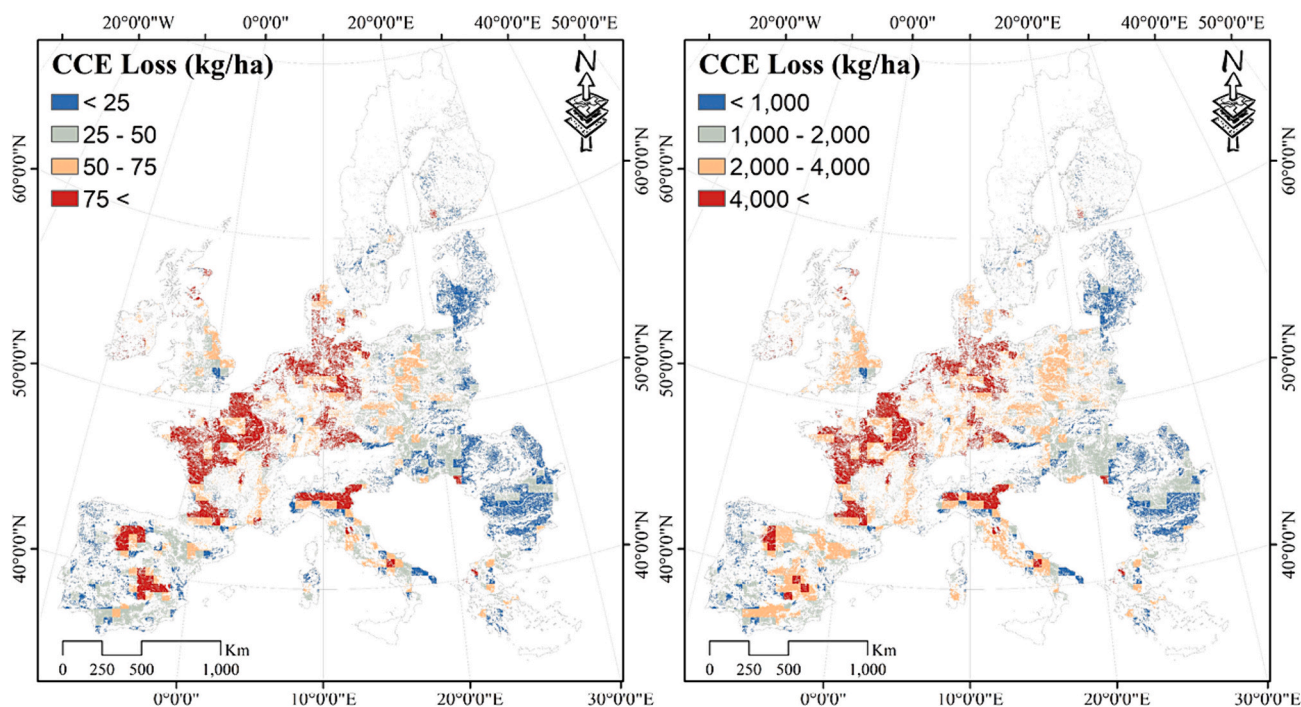 20°0'0"W 0°0'0" 20°0'0"E 40°0'0"E 50°0'0"E
CCE Loss (kg/ha)
< 25
25 - 50
50 - 75
75 <
N
60°0'0"N
50°0'0"N
40°0'0"N
60°0'0"N
50°0'0"N
40°0'0"N
Km
0 250 500 1,000
0°0'0" 10°0'0"E 20°0'0"E 30°0'0"E
20°0'0"W 0°0'0" 20°0'0"E 40°0'0"E 50°0'0"E
CCE Loss (kg/ha)
< 1,000
1,000 - 2,000
2,000 - 4,000
4,000 <
N
60°0'0"N
50°0'0"N
40°0'0"N
60°0'0"N
50°0'0"N
40°0'0"N
Km
0 250 500 1,000
0°0'0" 10°0'0"E 20°0'0"E 30°0'0"E